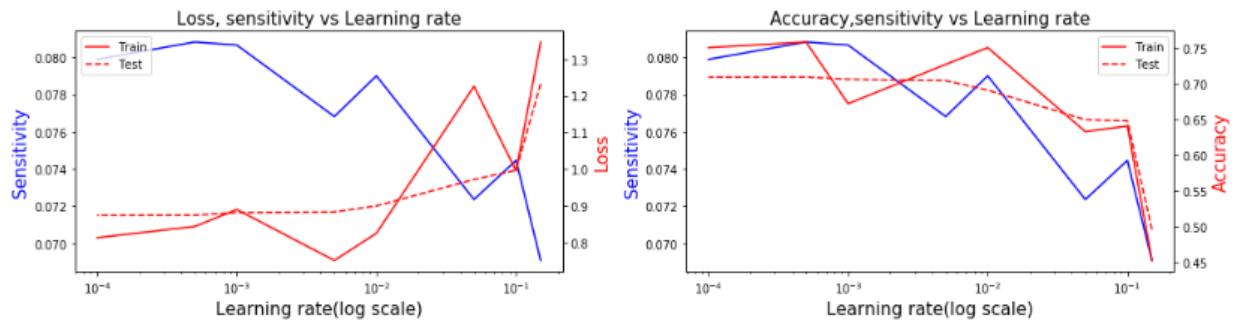 Loss, sensitivity vs Learning rate
Train
Test
0.080
0.078
0.076
0.074
0.072
0.070
Sensitivity
1.3
1.2
1.1
1.0
0.9
0.8
Loss
10⁻⁴
10⁻³
10⁻²
10⁻¹
Learning rate(log scale)
Accuracy,sensitivity vs Learning rate
Train
Test
0.080
0.078
0.076
0.074
0.072
0.070
Sensitivity
0.75
0.70
0.65
0.60
0.55
0.50
0.45
Accuracy
10⁻⁴
10⁻³
10⁻²
10⁻¹
Learning rate(log scale)